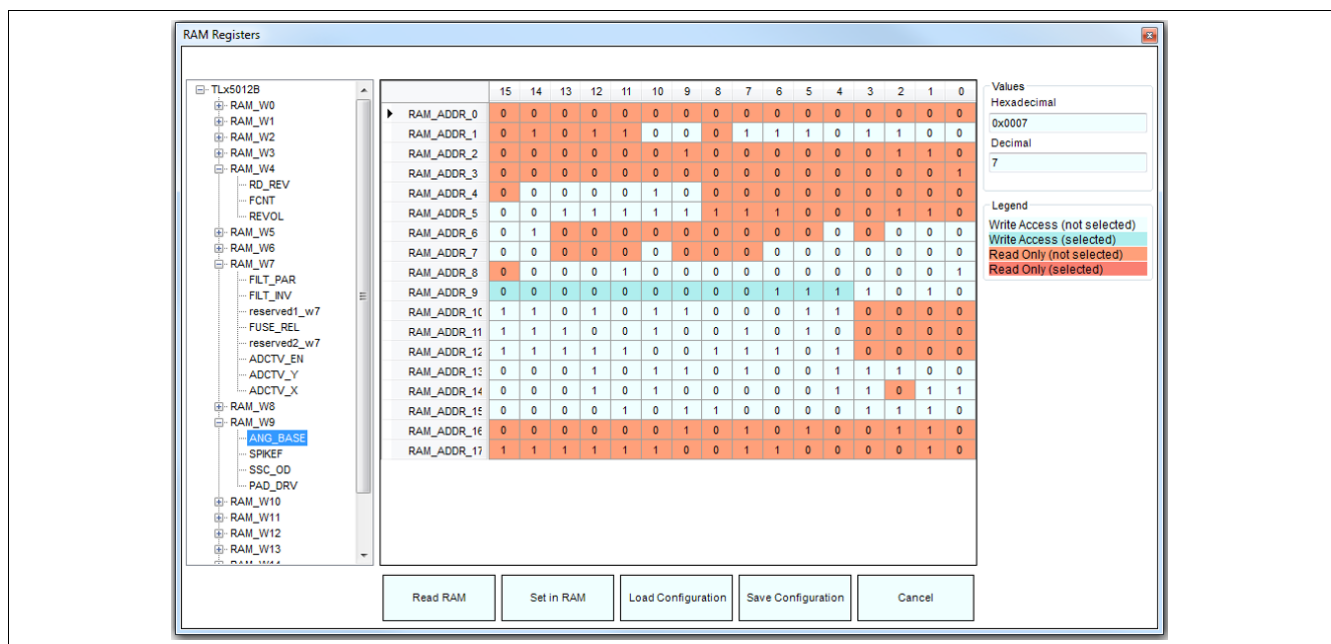 RAM Registers
TLx5012B
RAM_W0
RAM_W1
RAM_W2
RAM_W3
RAM_W4
RD_REV
FCNT
REVOL
RAM_W5
RAM_W6
RAM_W7
FILT_PAR
FILT_INV
reserved1_w7
FUSE_REL
reserved2_w7
ADCTV_EN
ADCTV_Y
ADCTV_X
RAM_W8
RAM_W9
ANG_BASE
SPIKEF
SSC_OD
PAD_DRV
RAM_W10
RAM_W11
RAM_W12
RAM_W13
15 14 13 12 11 10 9 8 7 6 5 4 3 2 1 0
RAM_ADDR_0 0 0 0 0 0 0 0 0 0 0 0 0 0 0 0 0
RAM_ADDR_1 0 1 0 1 1 0 0 0 1 1 1 0 1 1 0 0
RAM_ADDR_2 0 0 0 0 0 0 1 0 0 0 0 0 0 1 1 0
RAM_ADDR_3 0 0 0 0 0 0 0 0 0 0 0 0 0 0 0 1
RAM_ADDR_4 0 0 0 0 0 1 0 0 0 0 0 0 0 0 0 0
RAM_ADDR_5 0 0 1 1 1 1 1 1 1 1 0 0 0 1 1 0
RAM_ADDR_6 0 1 0 0 0 0 0 0 0 0 0 0 0 0 0 0
RAM_ADDR_7 0 0 0 0 0 0 0 0 0 0 0 0 0 0 0 0
RAM_ADDR_8 0 0 0 0 1 0 0 0 0 0 0 0 0 0 0 1
RAM_ADDR_9 0 0 0 0 0 0 0 0 0 1 1 1 1 0 1 0
RAM_ADDR_10 1 1 0 1 0 1 1 0 0 0 1 1 0 0 0 0
RAM_ADDR_11 1 1 1 0 0 1 0 0 1 0 1 0 0 0 0 0
RAM_ADDR_12 1 1 1 1 1 0 0 1 1 1 0 1 0 0 0 0
RAM_ADDR_13 0 0 0 1 0 1 1 0 1 0 0 1 1 1 0 0
RAM_ADDR_14 0 0 0 1 0 1 0 0 0 0 0 1 1 0 1 1
RAM_ADDR_15 0 0 0 0 1 0 1 1 0 0 0 0 1 1 1 0
RAM_ADDR_16 0 0 0 0 0 0 1 0 1 0 1 0 0 1 1 0
RAM_ADDR_17 1 1 1 1 1 1 0 0 1 1 0 0 0 0 1 0
Values
Hexadecimal
0x0007
Decimal
7
Legend
Write Access (not selected)
Write Access (selected)
Read Only (not selected)
Read Only (selected)
Read RAM
Set in RAM
Load Configuration
Save Configuration
Cancel